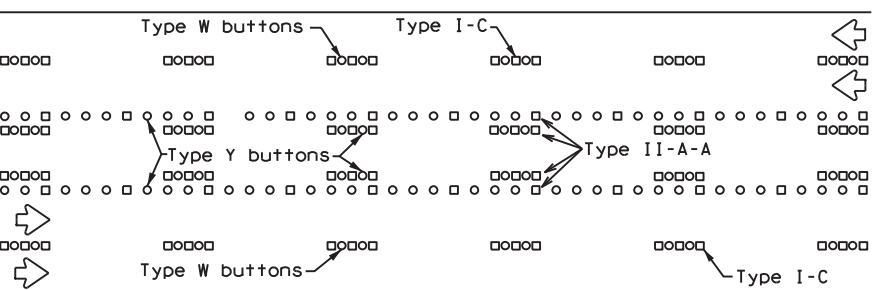 Type W buttons
Type I-C
Type Y buttons
Type II-A-A
Type W buttons
Type I-C